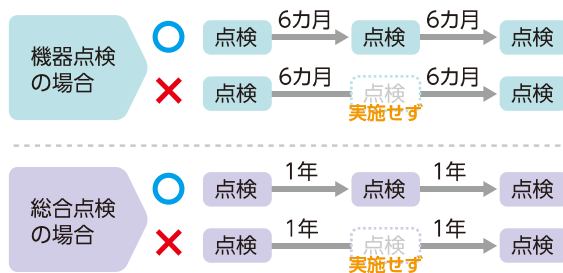 機器点検
の場合
6カ月 6カ月
点検 点検 点検
6カ月 6カ月
点検 点検 点検
実施せず
総合点検
の場合
1年 1年
点検 点検 点検
1年 1年
点検 点検 点検
実施せず